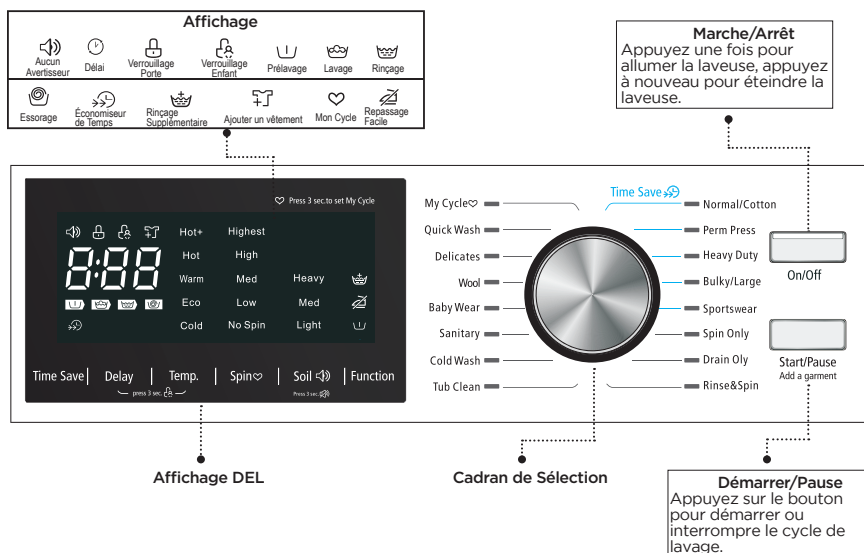 Affichage
Aucun
Avertisseur
Délai
Verrouillage
Porte
Verrouillage
Enfant
Prélavage
Lavage
Rinçage
Essorage
Économiseur
de Temps
Rinçage
Supplémentaire
Ajouter un vêtement
Mon Cycle
Repassage
Facile
Marche/Arrêt
Appuyez une fois pour
allumer la laveuse, appuyez
à nouveau pour éteindre la
laveuse.
Press 3 sec.to set My Cycle
Hot+ Highest
Hot High
Warm Med Heavy
Eco Low Med
Cold No Spin Light
8:88
Time Save Delay Temp. Spin Soil Function
press 3 sec.
Press 3 sec.
My Cycle
Quick Wash
Delicates
Wool
Baby Wear
Sanitary
Cold Wash
Tub Clean
Time Save
Normal/Cotton
Perm Press
Heavy Duty
Bulky/Large
Sportswear
Spin Only
Drain Oly
Rinse&Spin
On/Off
Start/Pause
Add a garment
Affichage DEL
Cadran de Sélection
Démarrer/Pause
Appuyez sur le bouton
pour démarrer ou
interrompre le cycle de
lavage.